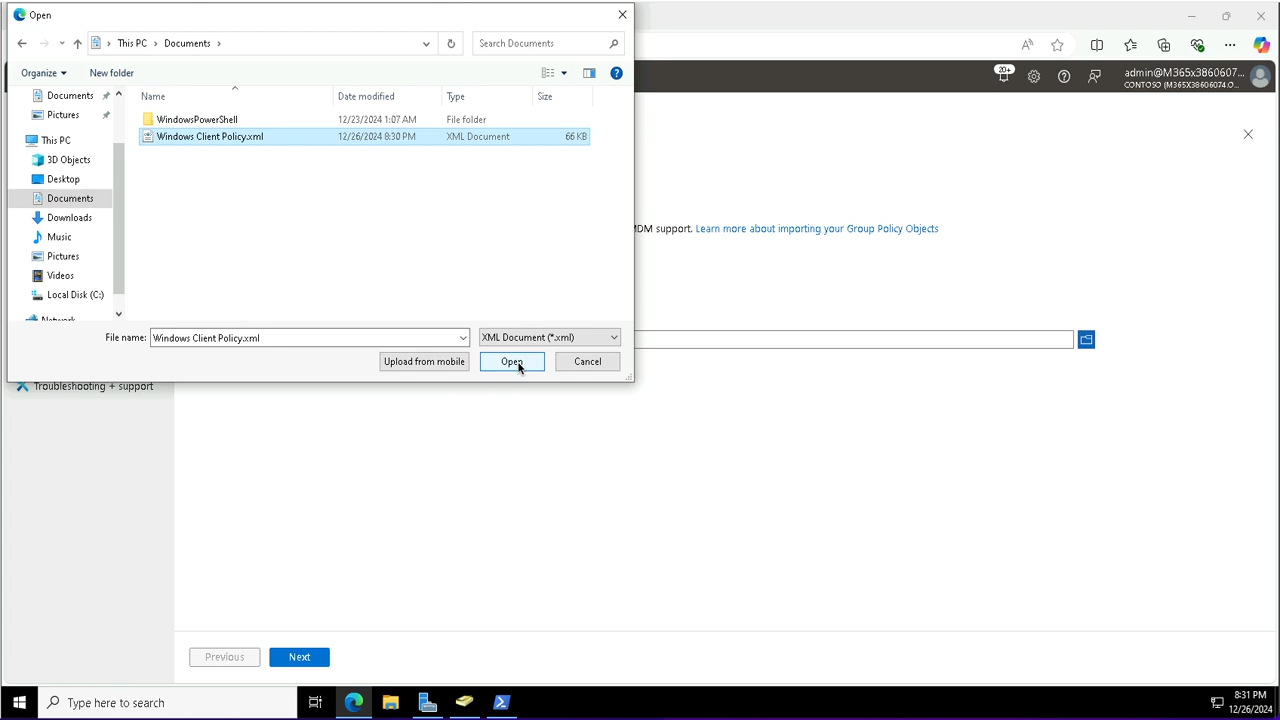 Open
This PC
Documents
Search Documents
Organize
New folder
20+
admin@M365x3860607...
CONTOSO (M365X38606074.O...
Documents
Pictures
This PC
3D Objects
Desktop
Documents
Downloads
Music
Pictures
Videos
Local Disk (C:)
Network
Name
Date modified
Type
Size
WindowsPowerShell
12/23/2024 1:07 AM
File folder
Windows Client Policy.xml
12/26/2024 8:30 PM
XML Document
66 KB
MDM support. Learn more about importing your Group Policy Objects
File name:
Windows Client Policy.xml
XML Document (*.xml)
Upload from mobile
Open
Cancel
Troubleshooting + support
Previous
Next
Type here to search
8:31 PM
12/26/2024